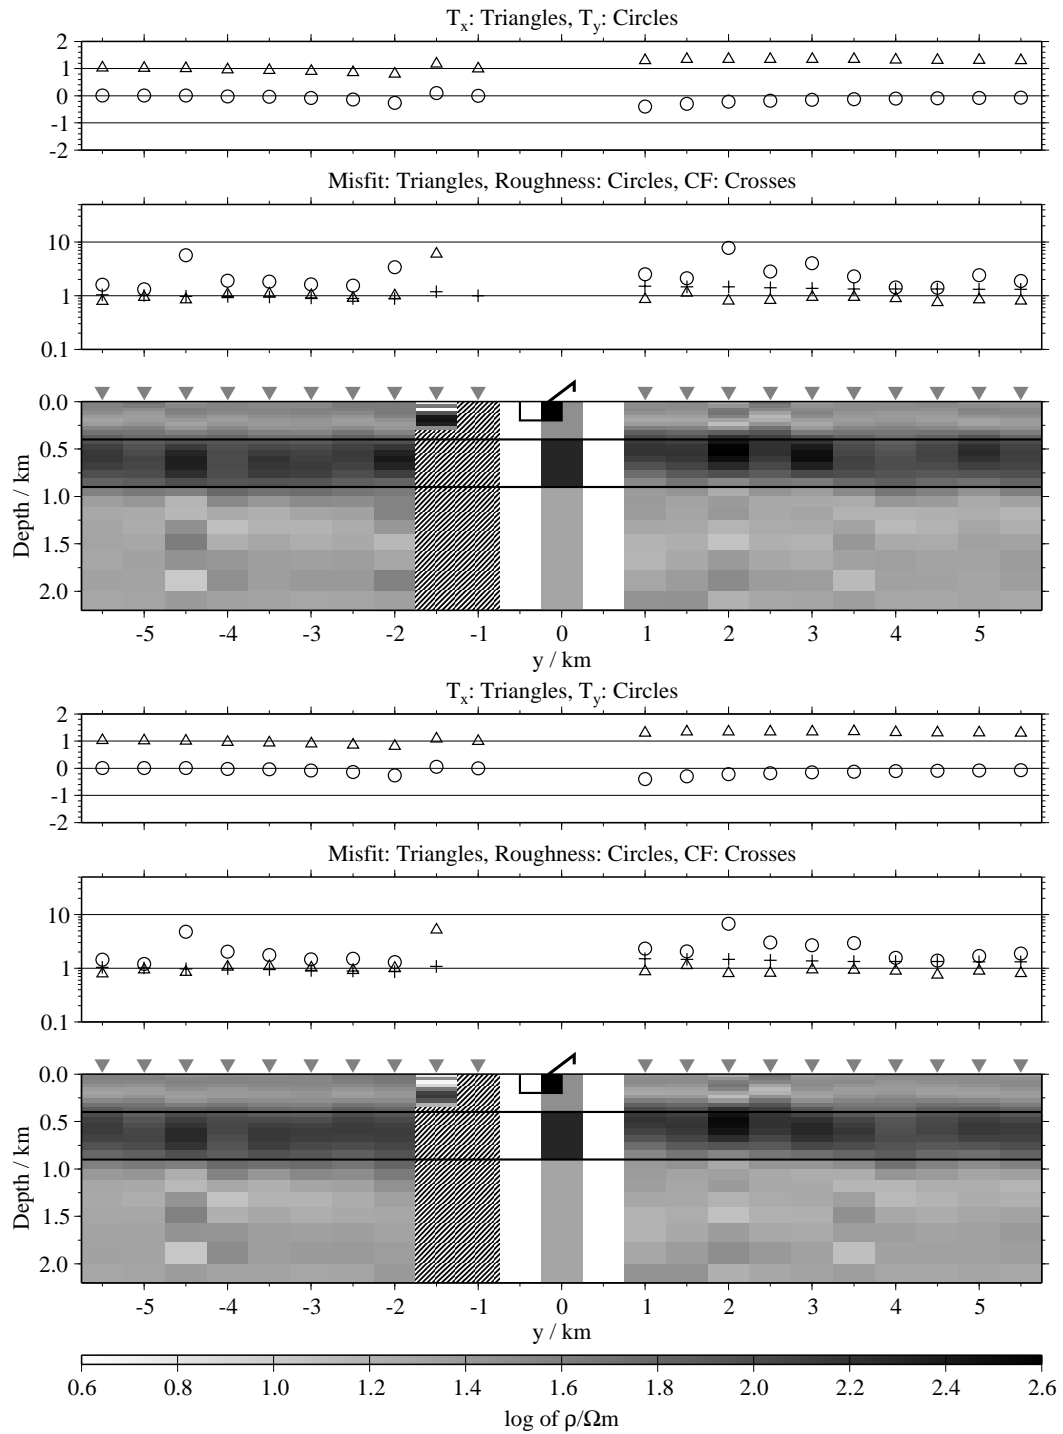 T_x: Triangles, T_y: Circles
2
1
0
-1
-2
Misfit: Triangles, Roughness: Circles, CF: Crosses
10
1
0.1
Depth / km
0.0
0.5
1.0
1.5
2.0
-5 -4 -3 -2 -1 0 1 2 3 4 5
y / km
T_x: Triangles, T_y: Circles
2
1
0
-1
-2
Misfit: Triangles, Roughness: Circles, CF: Crosses
10
1
0.1
Depth / km
0.0
0.5
1.0
1.5
2.0
-5 -4 -3 -2 -1 0 1 2 3 4 5
y / km
0.6 0.8 1.0 1.2 1.4 1.6 1.8 2.0 2.2 2.4 2.6
log of ρ/Ωm